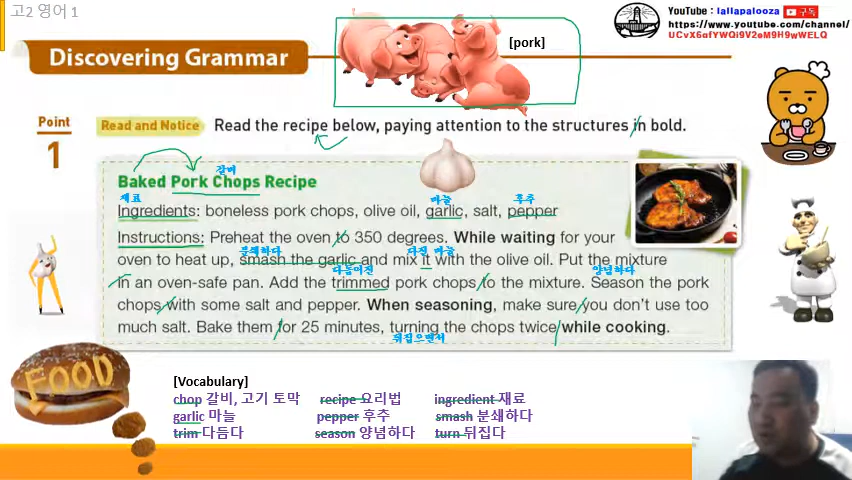 고2 영어 1
YouTube : lallapalooza 구독
https://www.youtube.com/channel/
UCvX6afYWQi9V2eM9H9wWELQ
[pork]
Discovering Grammar
Point
1
Read and Notice Read the recipe below, paying attention to the structures in bold.
갈비
Baked Pork Chops Recipe
재료 마늘 후추
Ingredients: boneless pork chops, olive oil, garlic, salt, pepper
Instructions: Preheat the oven to 350 degrees. While waiting for your
분쇄하다 다진 마늘
oven to heat up, smash the garlic and mix it with the olive oil. Put the mixture
다듬어진 양념하다
in an oven-safe pan. Add the trimmed pork chops to the mixture. Season the pork
chops with some salt and pepper. When seasoning, make sure you don't use too
much salt. Bake them for 25 minutes, turning the chops twice while cooking.
뒤집으면서
FOOD
[Vocabulary]
chop 갈비, 고기 토막 recipe 요리법 ingredient 재료
garlic 마늘 pepper 후추 smash 분쇄하다
trim 다듬다 season 양념하다 turn 뒤집다